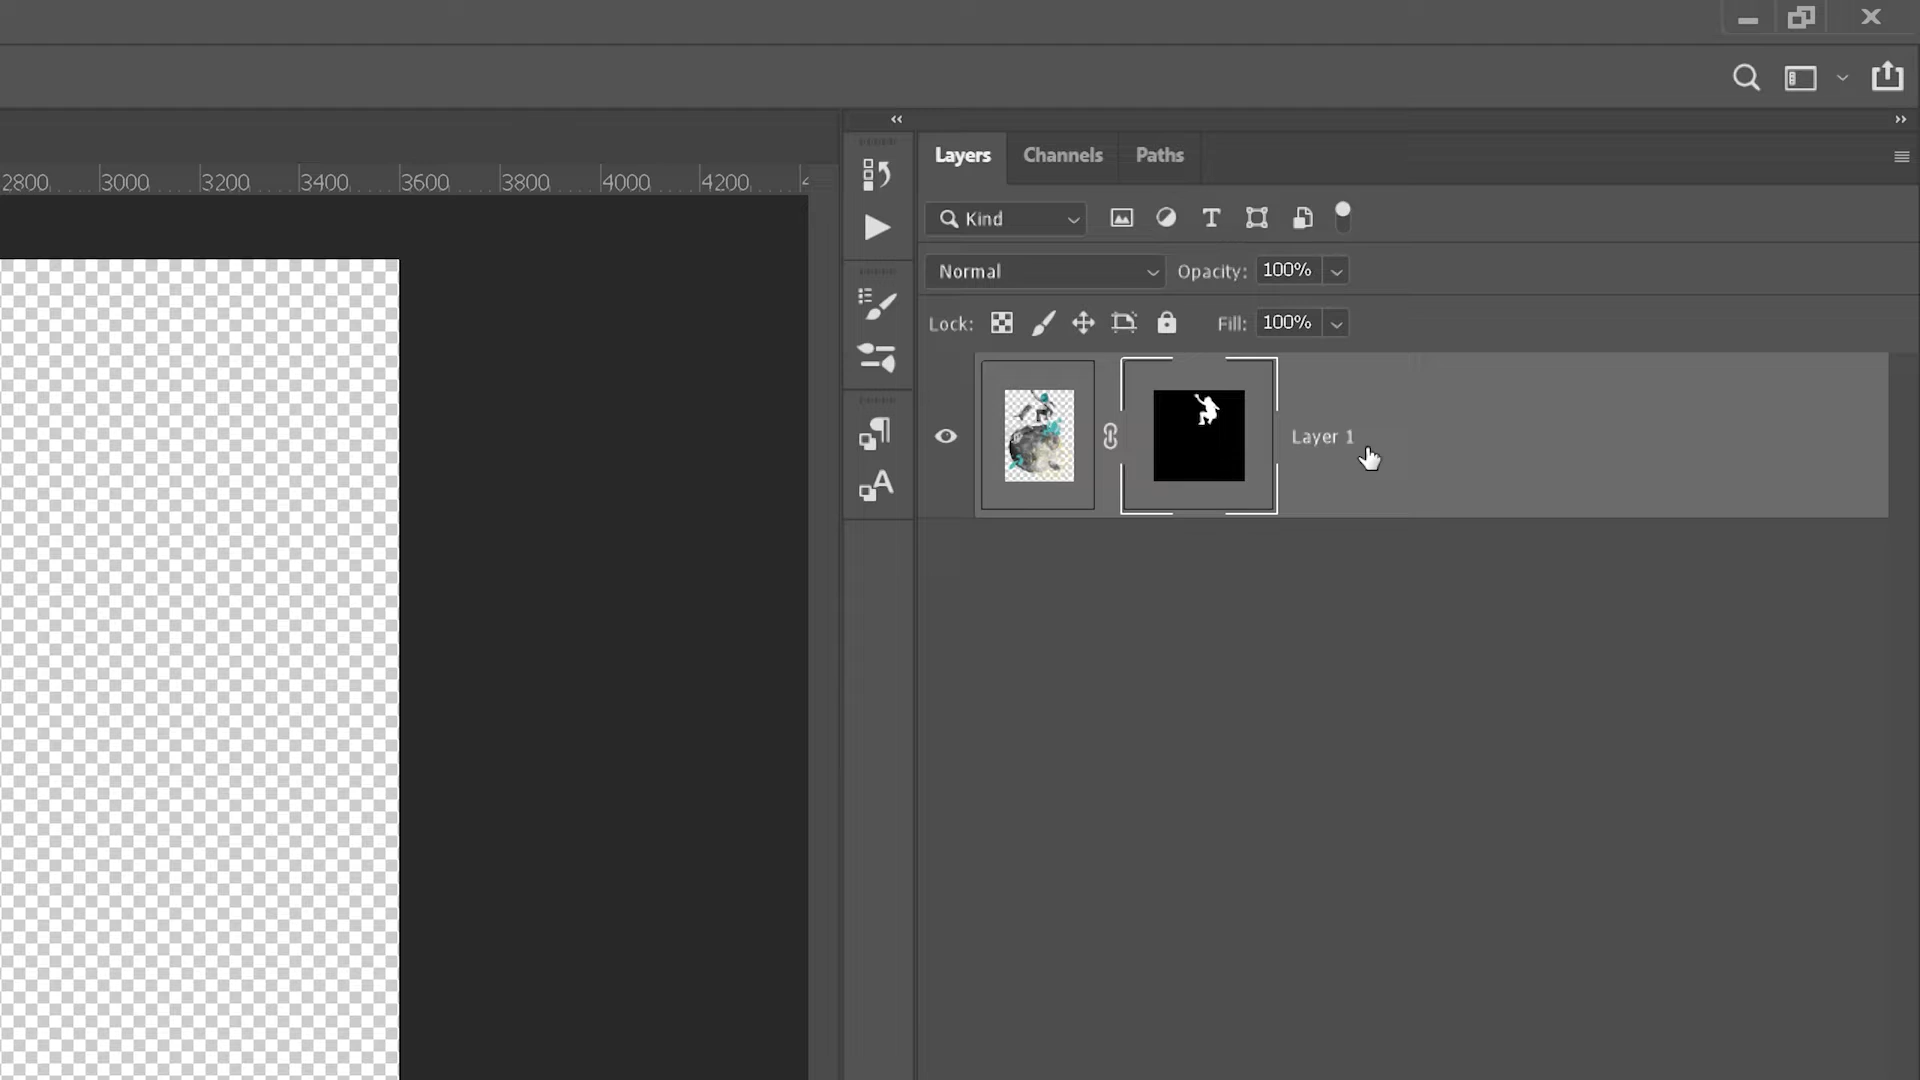 Layers Channels Paths
2800 3000 3200 3400 3600 3800 4000 4200
Kind
Normal Opacity: 100%
Lock: Fill: 100%
Layer 1